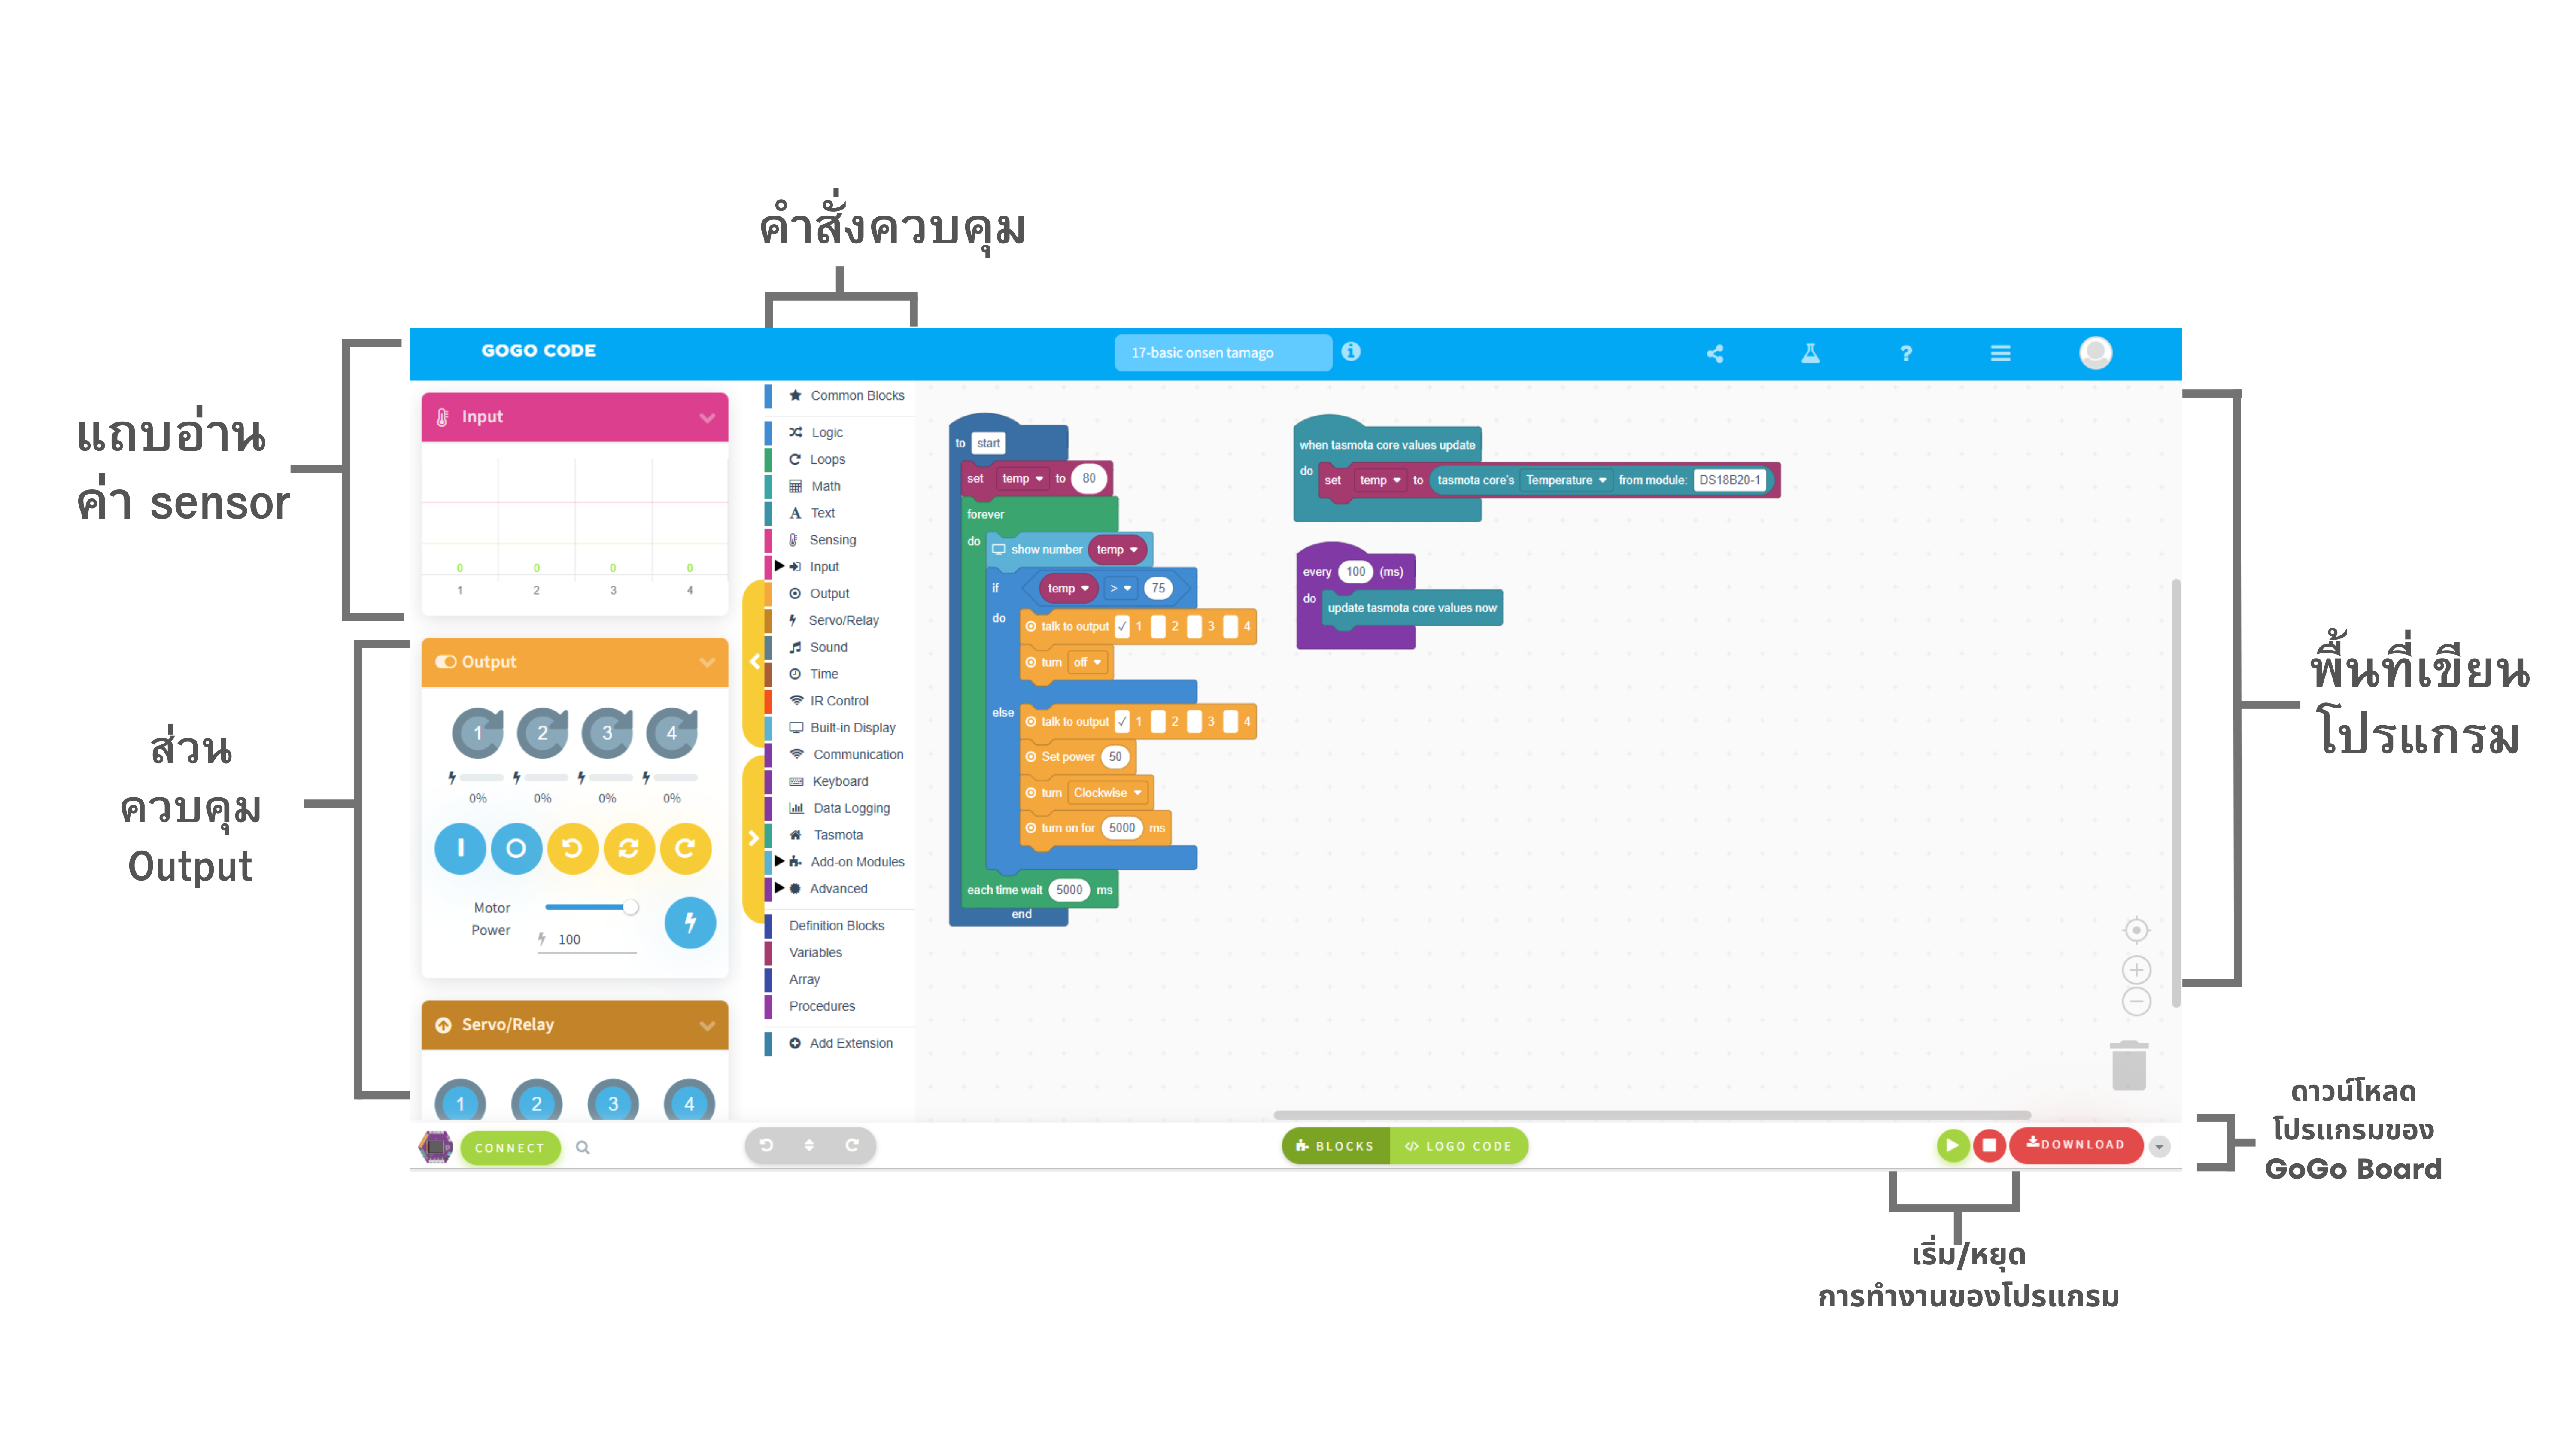 คำสั่งควบคุม
แถบอ่าน
ค่า sensor
ส่วน
ควบคุม
Output
GOGO CODE
17-basic onsen tamago
?
Input
0 0 0 0
1 2 3 4
Output
1 2 3 4
0% 0% 0% 0%
Motor
Power
100
Servo/Relay
1 2 3 4
Common Blocks
Logic
Loops
Math
Text
Sensing
Input
Output
Servo/Relay
Sound
Time
IR Control
Built-in Display
Communication
Keyboard
Data Logging
Tasmota
Add-on Modules
Advanced
Definition Blocks
Variables
Array
Procedures
Add Extension
to start
set temp to 80
forever
do show number temp
if temp > 75
do talk to output ✓ 1 2 3 4
turn off
else talk to output ✓ 1 2 3 4
Set power 50
turn Clockwise
turn on for 5000 ms
each time wait 5000 ms
end
when tasmota core values update
do set temp to tasmota core's Temperature from module: DS18B20-1
every 100 (ms)
do update tasmota core values now
CONNECT
BLOCKS
</> LOGO CODE
DOWNLOAD
พื้นที่เขียน
โปรแกรม
ดาวน์โหลด
โปรแกรมของ
GoGo Board
เริ่ม/หยุด
การทำงานของโปรแกรม